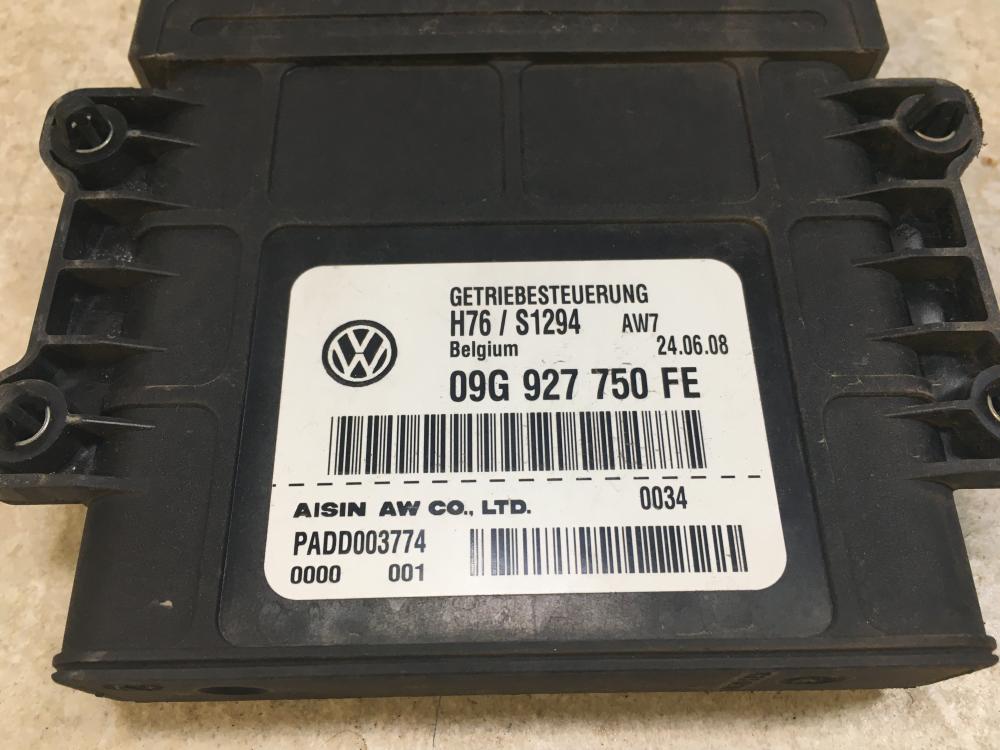 GETRIEBESTEUERUNG
H76 / S1294 AW7
Belgium 24.06.08
09G 927 750 FE
AISIN AW CO., LTD. 0034
PADD003774
0000 001